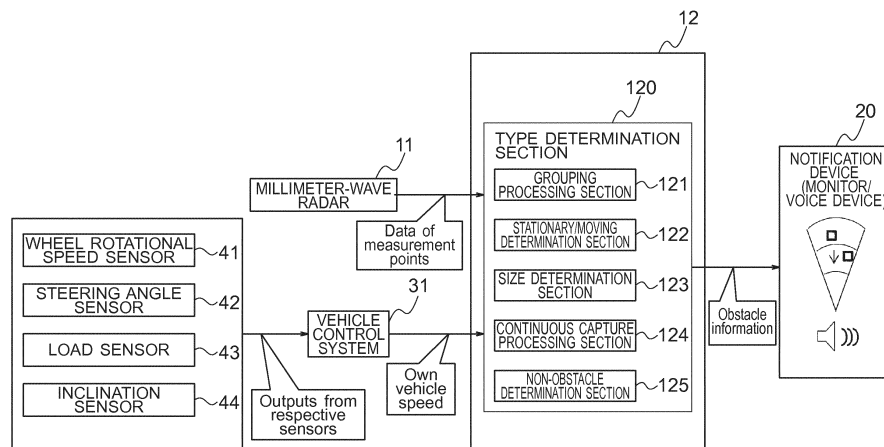 12
120
TYPE DETERMINATION
SECTION
GROUPING
PROCESSING SECTION
121
STATIONARY/MOVING
DETERMINATION SECTION
122
SIZE DETERMINATION
SECTION
123
CONTINUOUS CAPTURE
PROCESSING SECTION
124
NON-OBSTACLE
DETERMINATION SECTION
125
11
MILLIMETER-WAVE
RADAR
Data of
measurement
points
WHEEL ROTATIONAL
SPEED SENSOR
41
STEERING ANGLE
SENSOR
42
LOAD SENSOR
43
INCLINATION
SENSOR
44
Outputs from
respective
sensors
31
VEHICLE
CONTROL
SYSTEM
Own
vehicle
speed
Obstacle
information
20
NOTIFICATION
DEVICE
(MONITOR/
VOICE DEVICE)